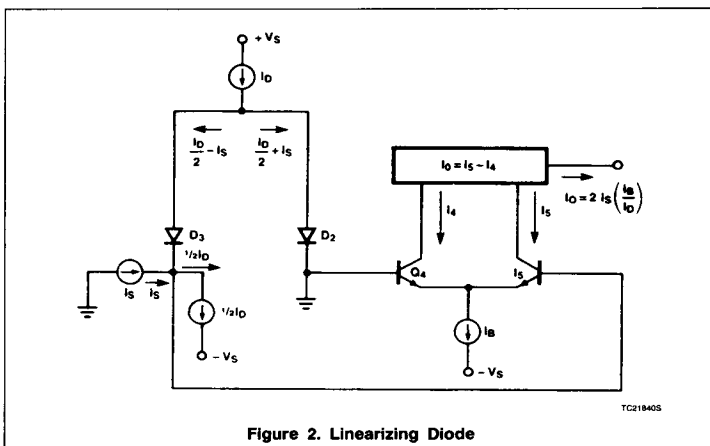 +VS
ID
ID/2 − IS
ID/2 + IS
IO = I5 − I4
IO = 2 IS (IB/ID)
I4
I5
D3
D2
1/2ID
Q4
I5
IS
IS
1/2ID
IB
−VS
−VS
TC21840S
Figure 2. Linearizing Diode